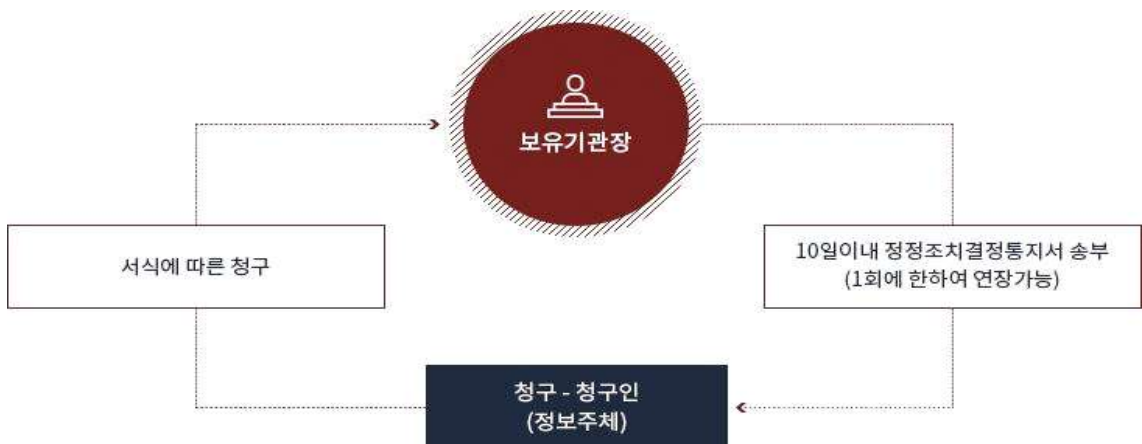 보유기관장
서식에 따른 청구
10일이내 정정조치결정통지서 송부
(1회에 한하여 연장가능)
청구 - 청구인
(정보주체)